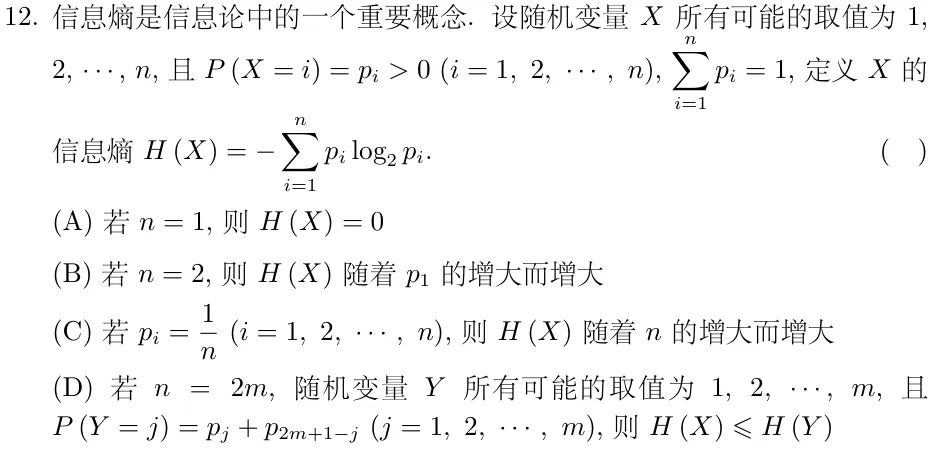 12. 信息熵是信息论中的一个重要概念. 设随机变量 X 所有可能的取值为 1,
2, ⋯, n, 且 P (X = i) = p_i > 0 (i = 1, 2, ⋯, n), \sum_{i=1}^{n} p_i = 1, 定义 X 的
信息熵 H (X) = −\sum_{i=1}^{n} p_i log_2 p_i. ( )
(A) 若 n = 1, 则 H (X) = 0
(B) 若 n = 2, 则 H (X) 随着 p_1 的增大而增大
(C) 若 p_i = \frac{1}{n} (i = 1, 2, ⋯, n), 则 H (X) 随着 n 的增大而增大
(D) 若 n = 2m, 随机变量 Y 所有可能的取值为 1, 2, ⋯, m, 且
P (Y = j) = p_j + p_{2m+1−j} (j = 1, 2, ⋯, m), 则 H (X) ⩽ H (Y)